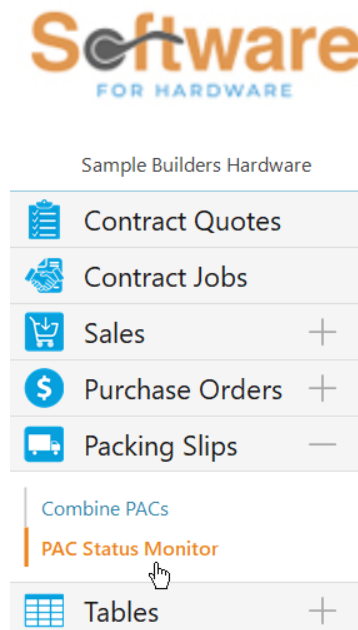 Software
FOR HARDWARE
Sample Builders Hardware
Contract Quotes
Contract Jobs
Sales
Purchase Orders
Packing Slips
Combine PACs
PAC Status Monitor
Tables